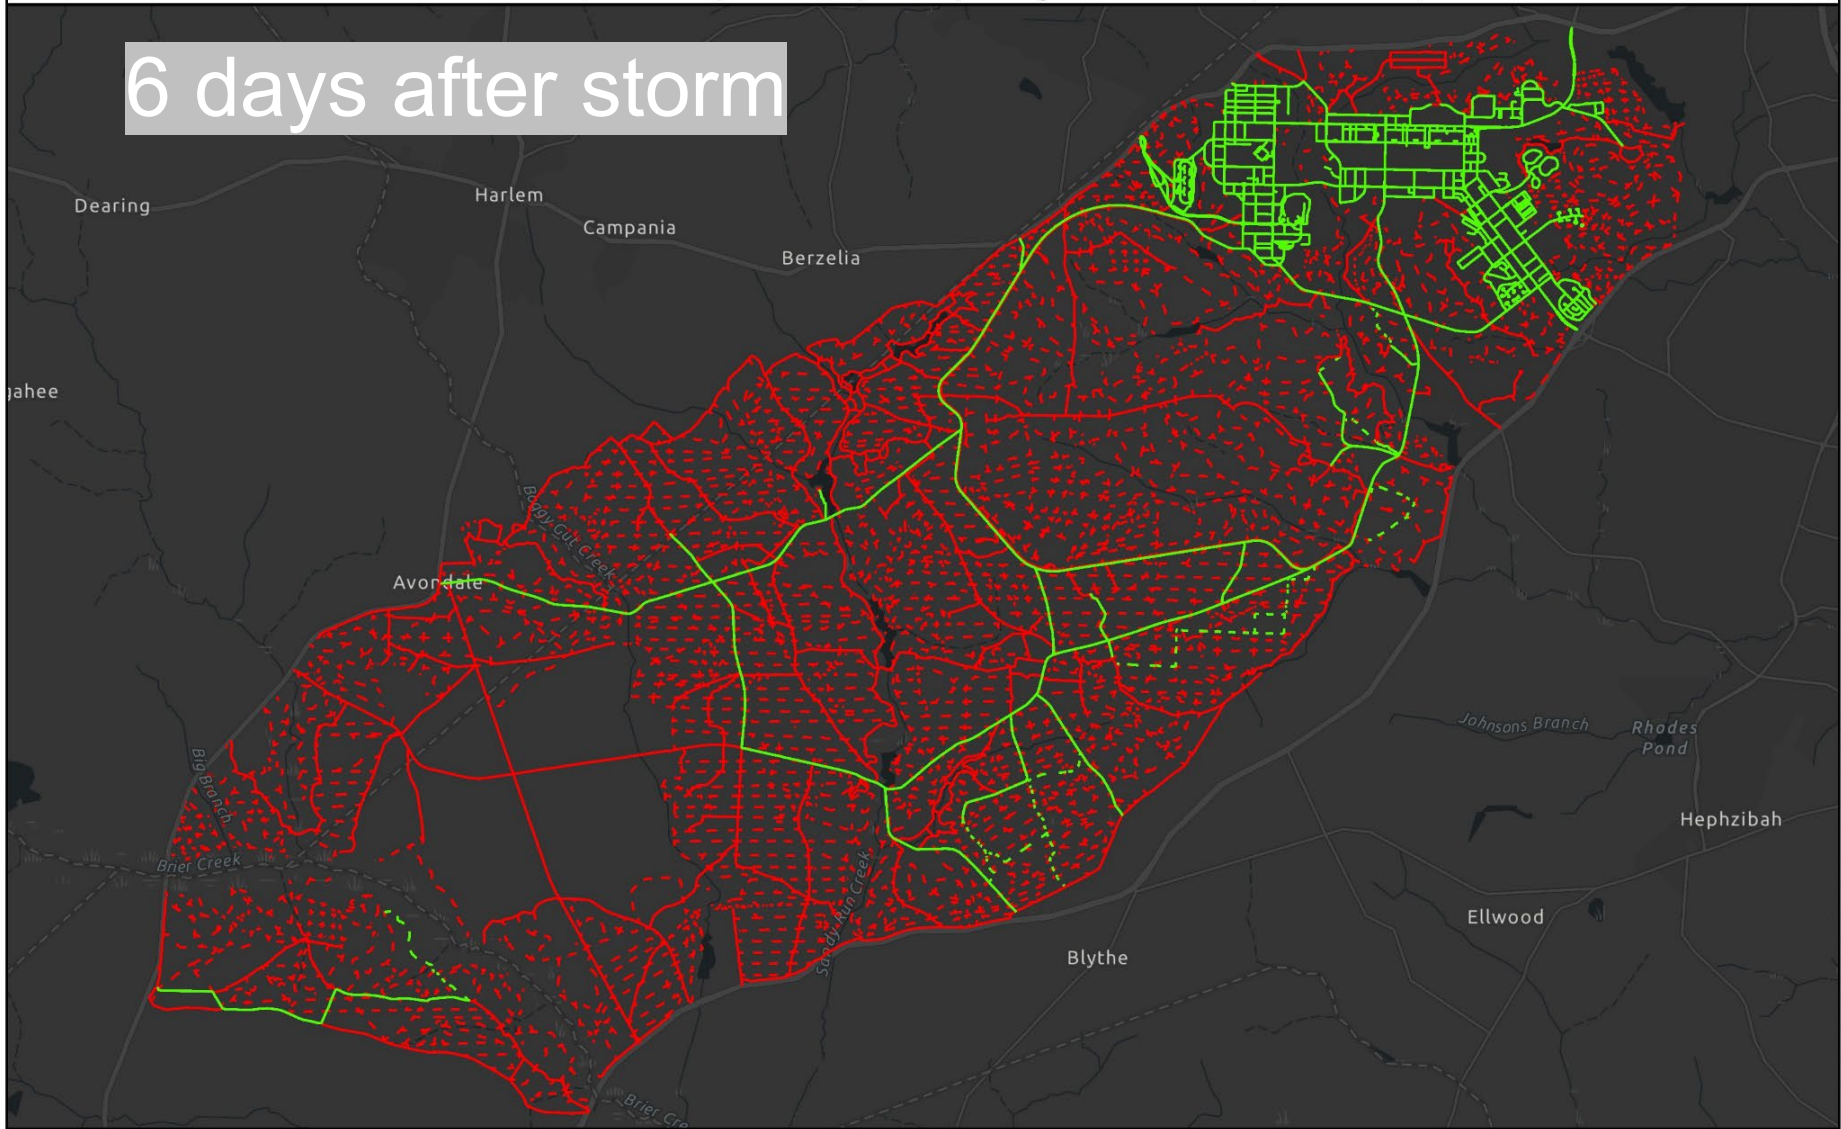 6 days after storm
Dearing
Harlem
Campania
Berzelia
gahee
Boggy Gut Creek
Avondale
Big Branch
Johnsons Branch
Rhodes
Pond
Hephzibah
Brier Creek
Sandy Run Creek
Ellwood
Blythe
Brier Cre